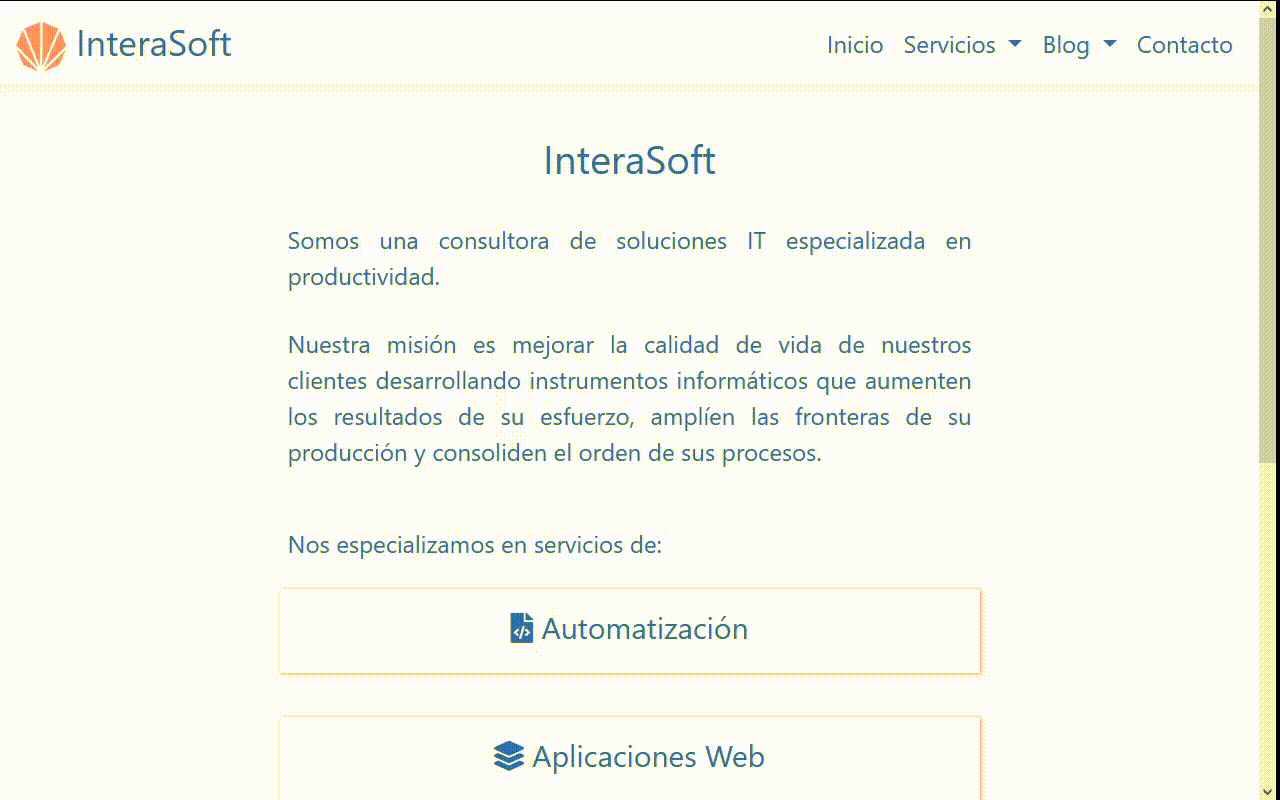 InteraSoft
Inicio Servicios Blog Contacto
InteraSoft
Somos una consultora de soluciones IT especializada en
productividad.
Nuestra misión es mejorar la calidad de vida de nuestros
clientes desarrollando instrumentos informáticos que aumenten
los resultados de su esfuerzo, amplíen las fronteras de su
producción y consoliden el orden de sus procesos.
Nos especializamos en servicios de:
Automatización
Aplicaciones Web